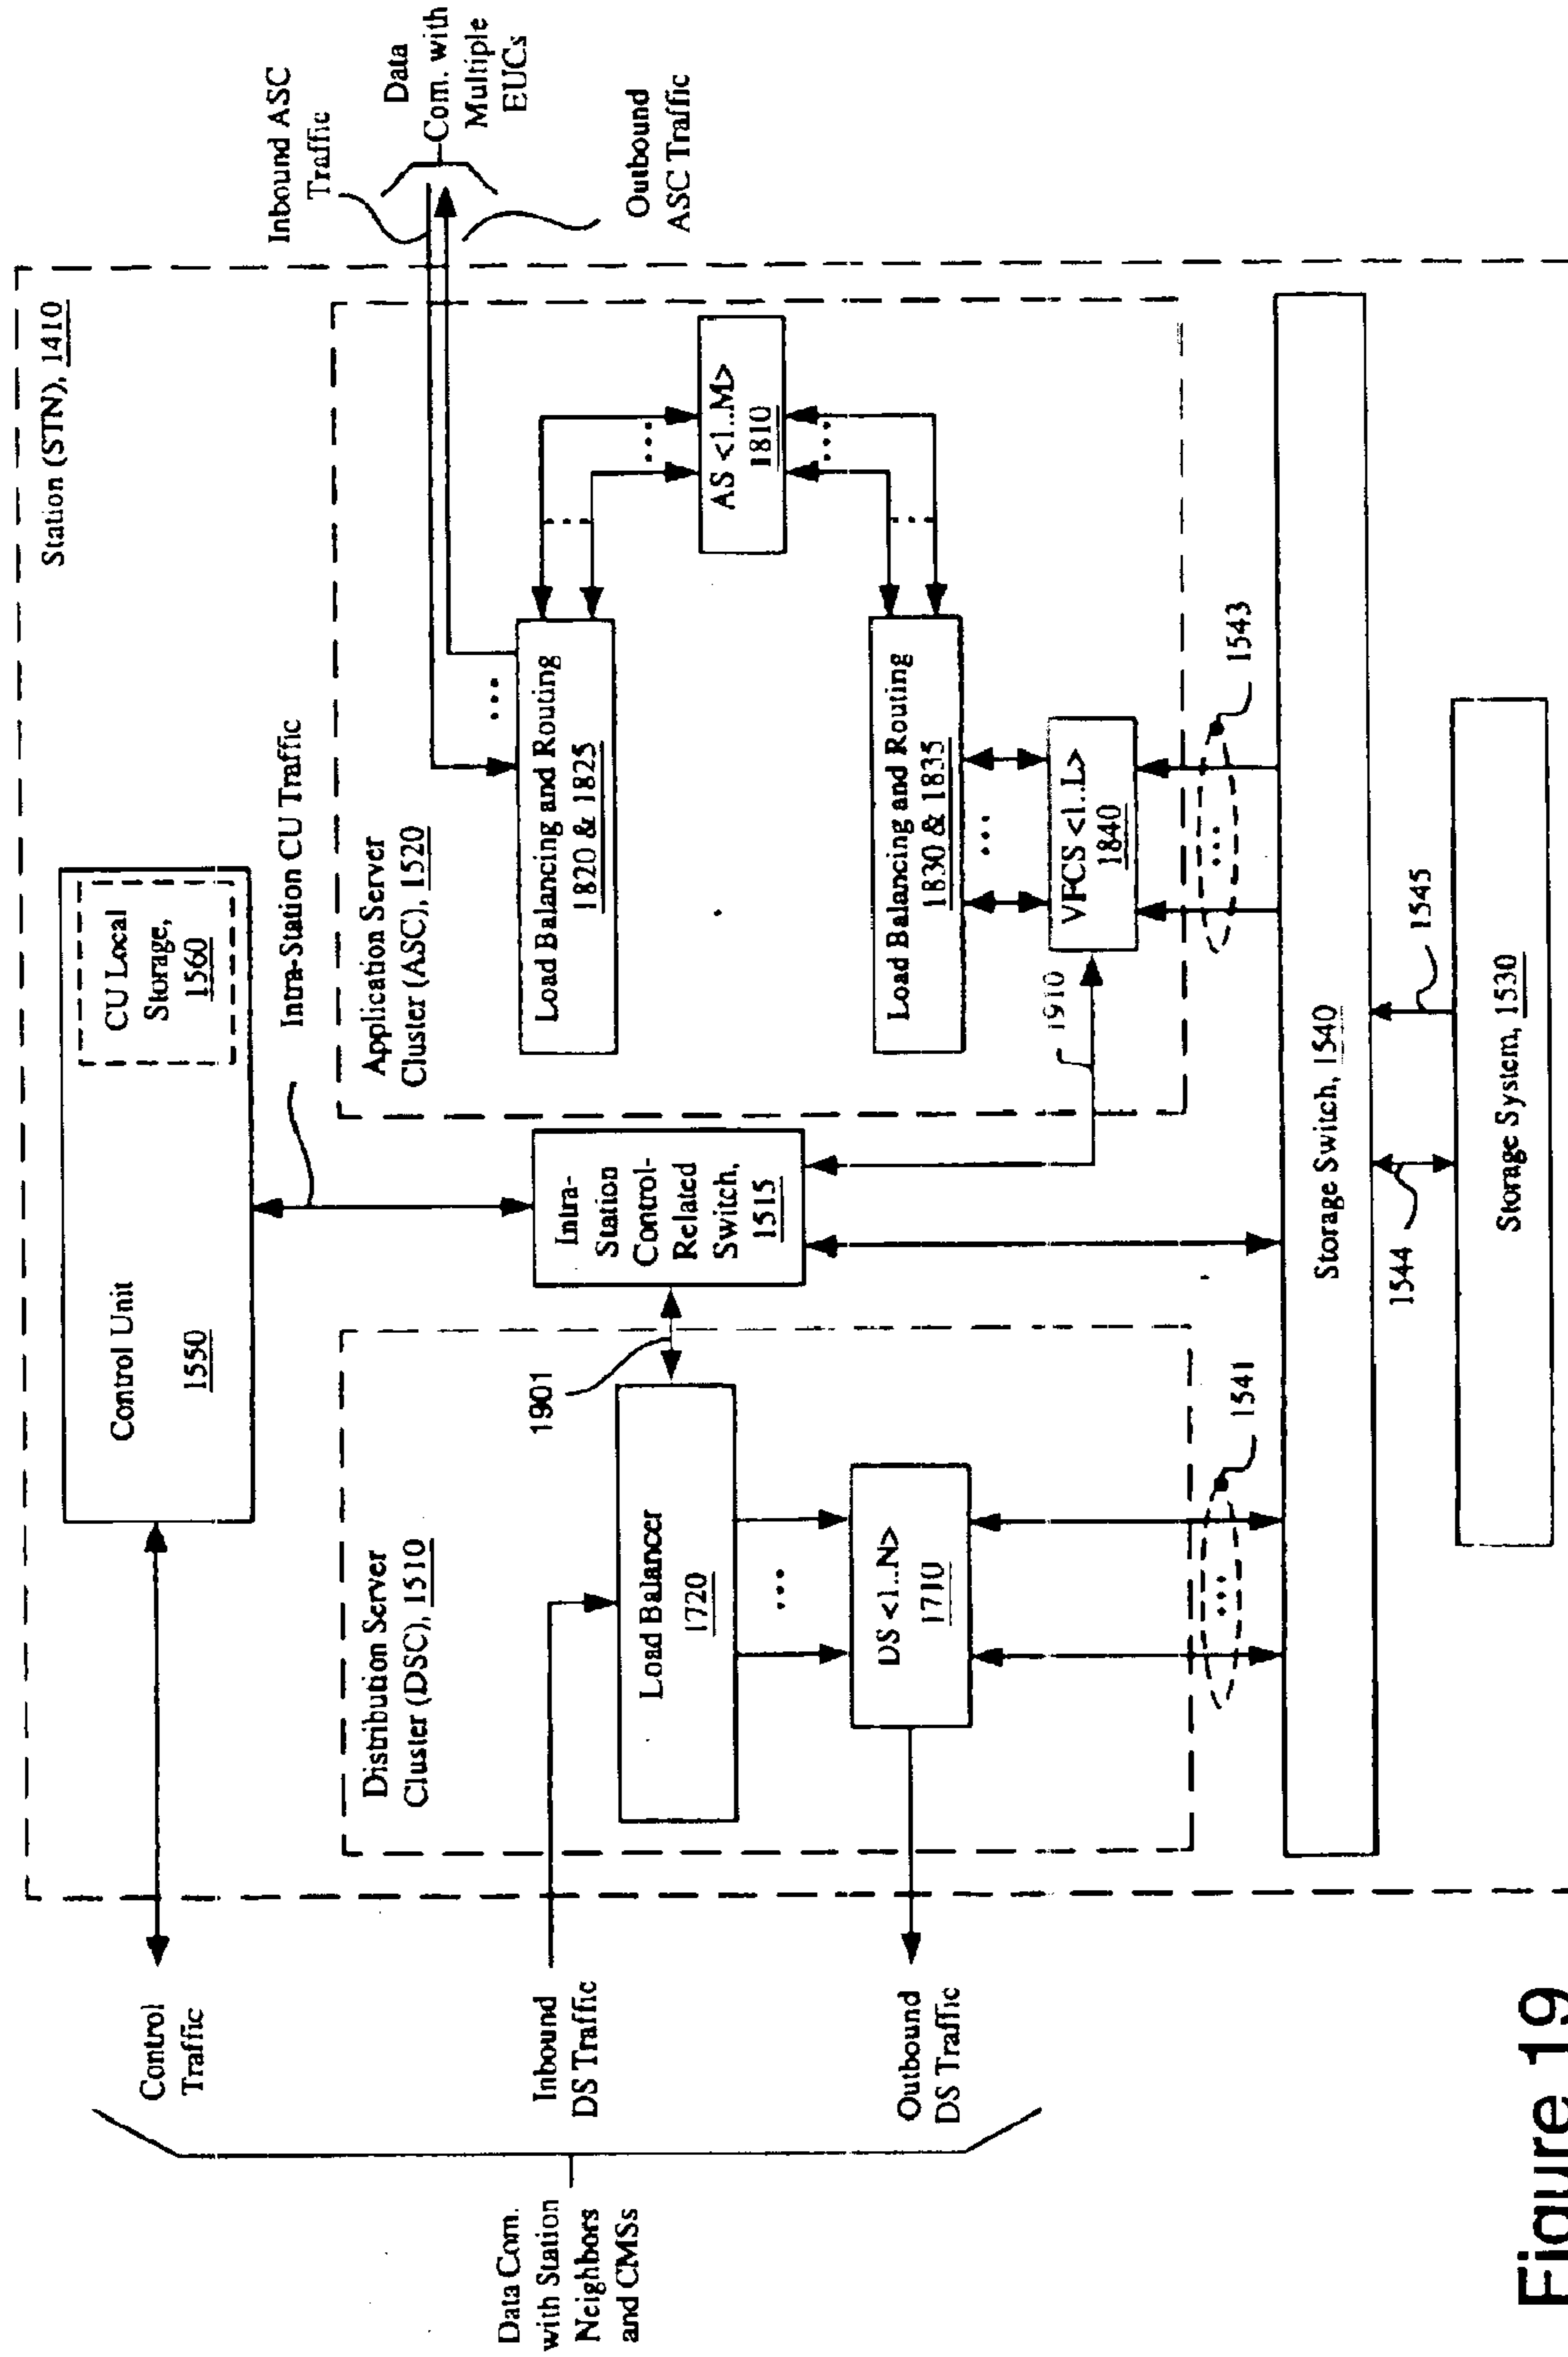 Station (STN), 1410
Control Unit
1550
CU Local
Storage,
1560
Control
Traffic
Intra-Station CU Traffic
Inbound ASC
Traffic
Data
Com. with
Multiple
EUCs
Outbound
ASC Traffic
Distribution Server
Cluster (DSC), 1510
Application Server
Cluster (ASC), 1520
Data Com.
with Station
Neighbors
and CMSs
Inbound
DS Traffic
Outbound
DS Traffic
1901
Load Balancer
1720
...
DS <1..N>
1710
Intra-
Station
Control-
Related
Switch,
1515
...
Load Balancing and Routing
1820 & 1825
...
...
AS <1..M>
1810
...
...
Load Balancing and Routing
1830 & 1835
...
1910
VFCS <1..L>
1840
...
1541
...
1543
Storage Switch, 1540
1544
1545
Storage System, 1530
Figure 19